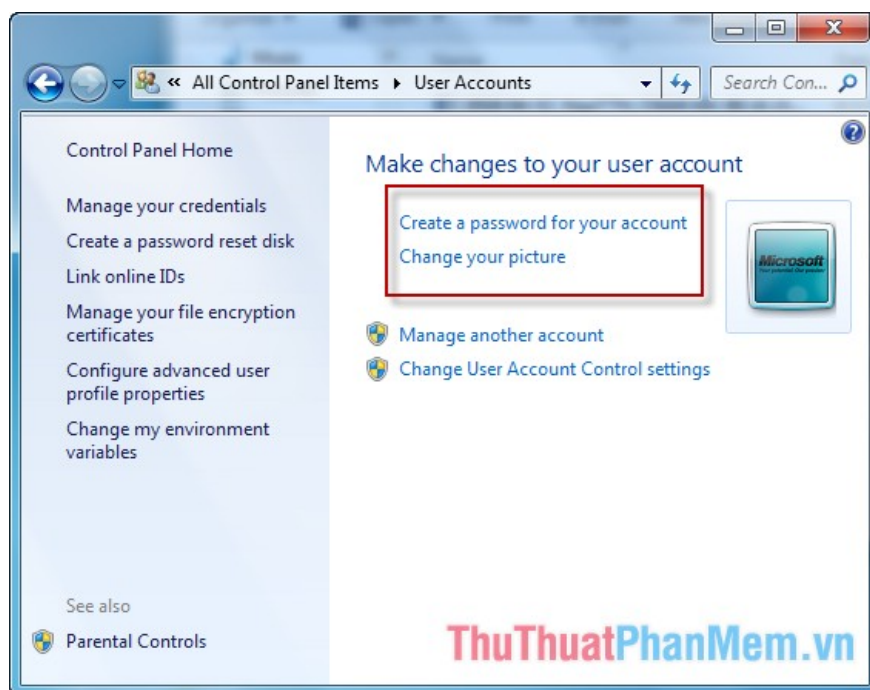 « All Control Panel Items ▸ User Accounts
Search Con...
Control Panel Home
Manage your credentials
Create a password reset disk
Link online IDs
Manage your file encryption
certificates
Configure advanced user
profile properties
Change my environment
variables
See also
Parental Controls
Make changes to your user account
Create a password for your account
Change your picture
Microsoft
Manage another account
Change User Account Control settings
ThuThuatPhanMem.vn